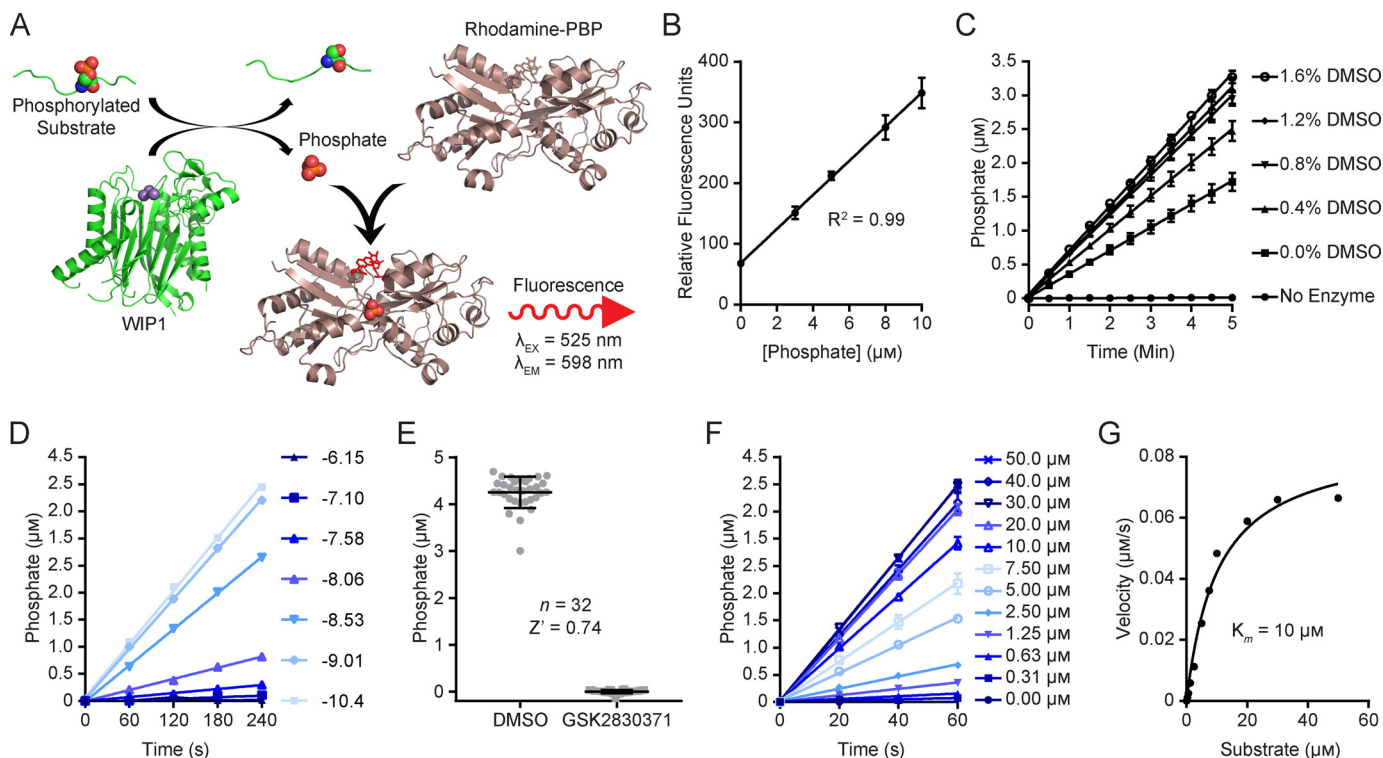 A
Phosphorylated
Substrate
WIP1
Phosphate
Rhodamine-PBP
Fluorescence
λEX = 525 nm
λEM = 598 nm
B
Relative Fluorescence Units
400
300
200
100
0
R² = 0.99
0 2 4 6 8 10
[Phosphate] (μM)
C
Phosphate (μM)
3.5
3.0
2.5
2.0
1.5
1.0
0.5
0
0 1 2 3 4 5
Time (Min)
1.6% DMSO
1.2% DMSO
0.8% DMSO
0.4% DMSO
0.0% DMSO
No Enzyme
D
Phosphate (μM)
4.5
2.5
2.0
2.5
1.5
1.0
0.5
0
0 60 120 180 240
Time (s)
-6.15
-7.10
-7.58
-8.06
-8.53
-9.01
-10.4
E
Phosphate (μM)
5
4
3
2
1
0
n = 32
Z' = 0.74
DMSO GSK2830371
F
Phosphate (μM)
4.5
2.5
2.0
2.5
1.5
1.0
0.5
0
0 20 40 60
Time (s)
50.0 μM
40.0 μM
30.0 μM
20.0 μM
10.0 μM
7.50 μM
5.00 μM
2.50 μM
1.25 μM
0.63 μM
0.31 μM
0.00 μM
G
Velocity (μM/s)
0.08
0.06
0.04
0.02
0
Km = 10 μM
0 20 40 60
Substrate (μM)